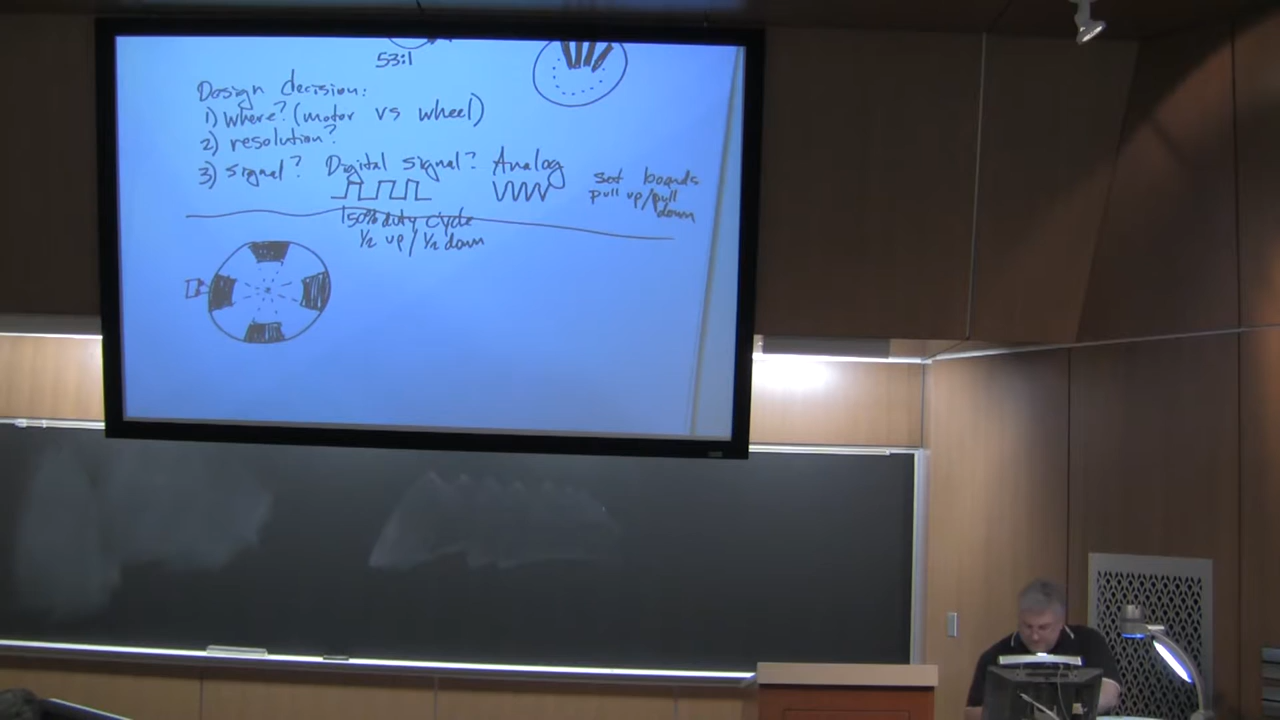 53:1
Design decision:
1) Where? (motor vs wheel)
2) resolution?
3) signal? Digital signal? Analog
set boands
pull up/pull
down
50% duty cycle
1/2 up / 1/2 down